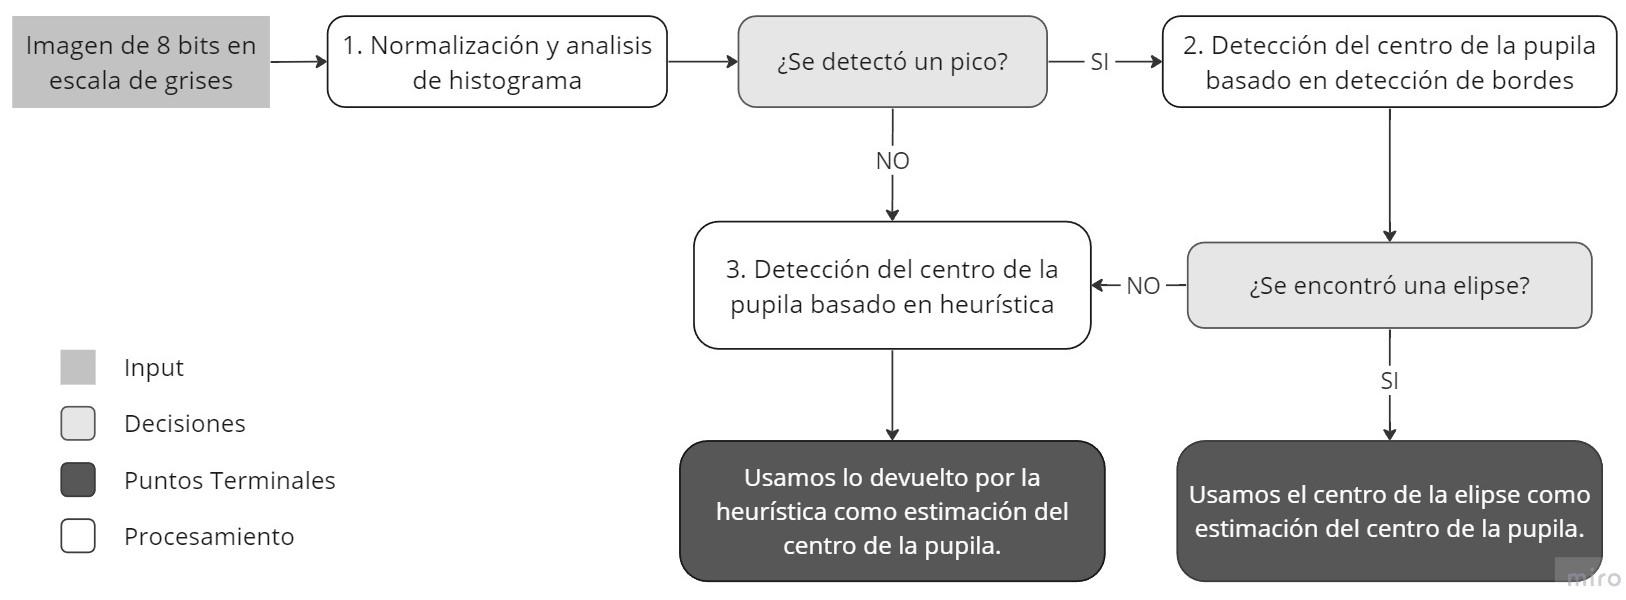 Imagen de 8 bits en
escala de grises
1. Normalización y analisis
de histograma
¿Se detectó un pico?
SI
2. Detección del centro de la pupila
basado en detección de bordes
NO
3. Detección del centro de la
pupila basado en heurística
NO
¿Se encontró una elipse?
SI
Usamos lo devuelto por la
heurística como estimación del
centro de la pupila.
Usamos el centro de la elipse como
estimación del centro de la pupila.
Input
Decisiones
Puntos Terminales
Procesamiento
miro